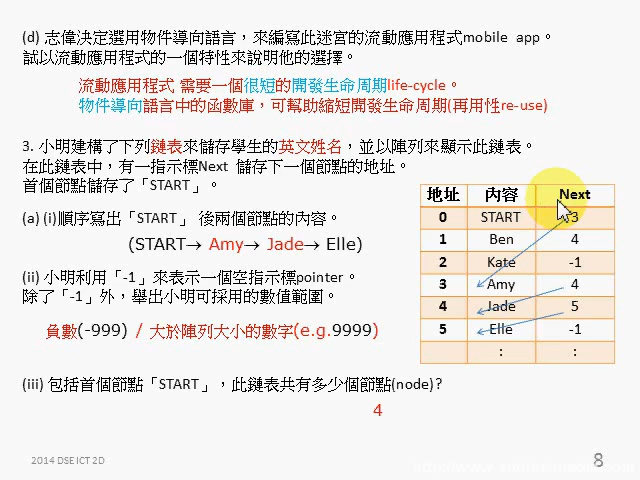 (d) 志偉決定選用物件導向語言，來編寫此迷宮的流動應用程式mobile app。
試以流動應用程式的一個特性來說明他的選擇。
流動應用程式 需要一個很短的開發生命周期life-cycle。
物件導向語言中的函數庫，可幫助縮短開發生命周期(再用性re-use)
3. 小明建構了下列鏈表來儲存學生的英文姓名，並以陣列來顯示此鏈表。
在此鏈表中，有一指示標Next 儲存下一個節點的地址。
首個節點儲存了「START」。
(a) (i)順序寫出「START」 後兩個節點的內容。
(START→ Amy→ Jade→ Elle)
(ii) 小明利用「-1」來表示一個空指示標pointer。
除了「-1」外，舉出小明可採用的數值範圍。
負數(-999) / 大於陣列大小的數字(e.g.9999)
(iii) 包括首個節點「START」，此鏈表共有多少個節點(node)?
4
地址 內容 Next
0 START 3
1 Ben 4
2 Kate -1
3 Amy 4
4 Jade 5
5 Elle -1
: :
2014 DSE ICT 2D
8